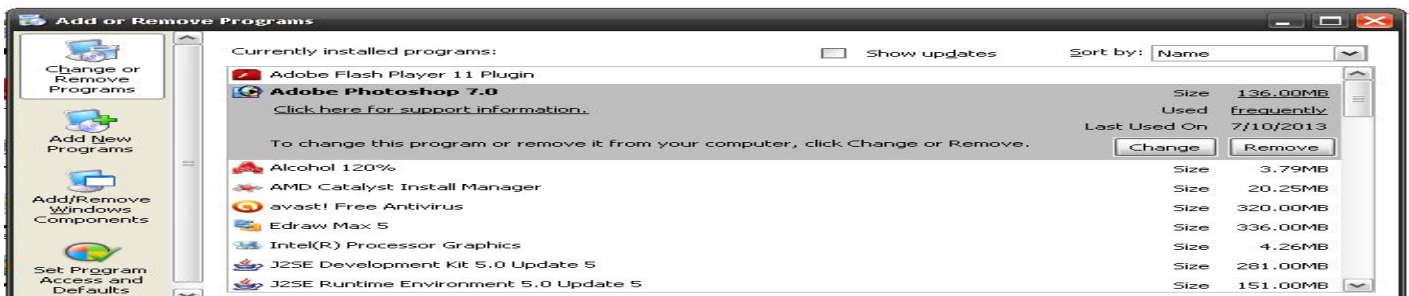 Add or Remove Programs
Change or
Remove
Programs
Add New
Programs
Add/Remove
Windows
Components
Set Program
Access and
Defaults
Currently installed programs:
Show updates
Sort by: Name
Adobe Flash Player 11 Plugin
Adobe Photoshop 7.0 Size 136.00MB
Click here for support information. Used frequently
Last Used On 7/10/2013
To change this program or remove it from your computer, click Change or Remove. Change Remove
Alcohol 120% Size 3.79MB
AMD Catalyst Install Manager Size 20.25MB
avast! Free Antivirus Size 320.00MB
Edraw Max 5 Size 336.00MB
Intel(R) Processor Graphics Size 4.26MB
J2SE Development Kit 5.0 Update 5 Size 281.00MB
J2SE Runtime Environment 5.0 Update 5 Size 151.00MB